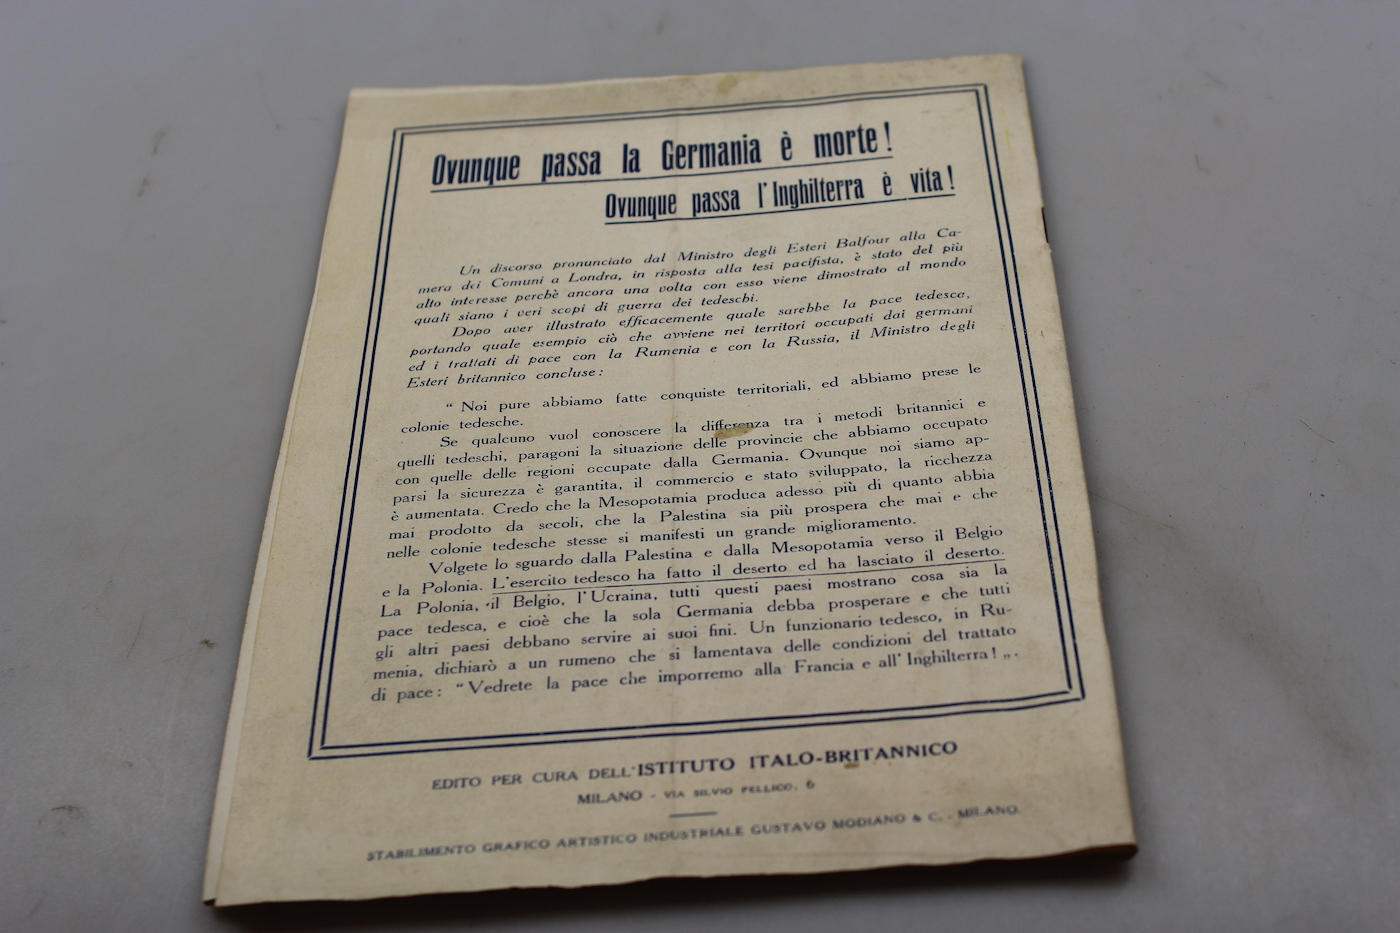 Ovunque passa la Germania è morte!
Ovunque passa l'Inghilterra è vita!
Un discorso pronunciato dal Ministro degli Esteri Balfour alla Ca-
mera dei Comuni a Londra, in risposta alla tesi pacifista, è stato del più
alto interesse perchè ancora una volta con esso viene dimostrato al mondo
quali siano i veri scopi di guerra dei tedeschi.
Dopo aver illustrato efficacemente quale sarebbe la pace tedesca,
portando quale esempio ciò che avviene nei territori occupati dai germani
ed i trattati di pace con la Rumenia e con la Russia, il Ministro degli
Esteri britannico concluse:
“ Noi pure abbiamo fatte conquiste territoriali, ed abbiamo prese le
colonie tedesche.
Se qualcuno vuol conoscere la differenza tra i metodi britannici e
quelli tedeschi, paragoni la situazione delle provincie che abbiamo occupato
con quelle delle regioni occupate dalla Germania. Ovunque noi siamo ap-
parsi la sicurezza è garantita, il commercio e stato sviluppato, la ricchezza
è aumentata. Credo che la Mesopotamia produca adesso più di quanto abbia
mai prodotto da secoli, che la Palestina sia più prospera che mai e che
nelle colonie tedesche stesse si manifesti un grande miglioramento.
Volgete lo sguardo dalla Palestina e dalla Mesopotamia verso il Belgio
e la Polonia. L'esercito tedesco ha fatto il deserto ed ha lasciato il deserto.
La Polonia, il Belgio, l'Ucraina, tutti questi paesi mostrano cosa sia la
pace tedesca, e cioè che la sola Germania debba prosperare e che tutti
gli altri paesi debbano servire ai suoi fini. Un funzionario tedesco, in Ru-
menia, dichiarò a un rumeno che si lamentava delle condizioni del trattato
di pace: “Vedrete la pace che imporremo alla Francia e all'Inghilterra! „.
EDITO PER CURA DELL'ISTITUTO ITALO-BRITANNICO
MILANO - VIA SILVIO PELLICO, 6
STABILIMENTO GRAFICO ARTISTICO INDUSTRIALE GUSTAVO MODIANO & C. - MILANO.